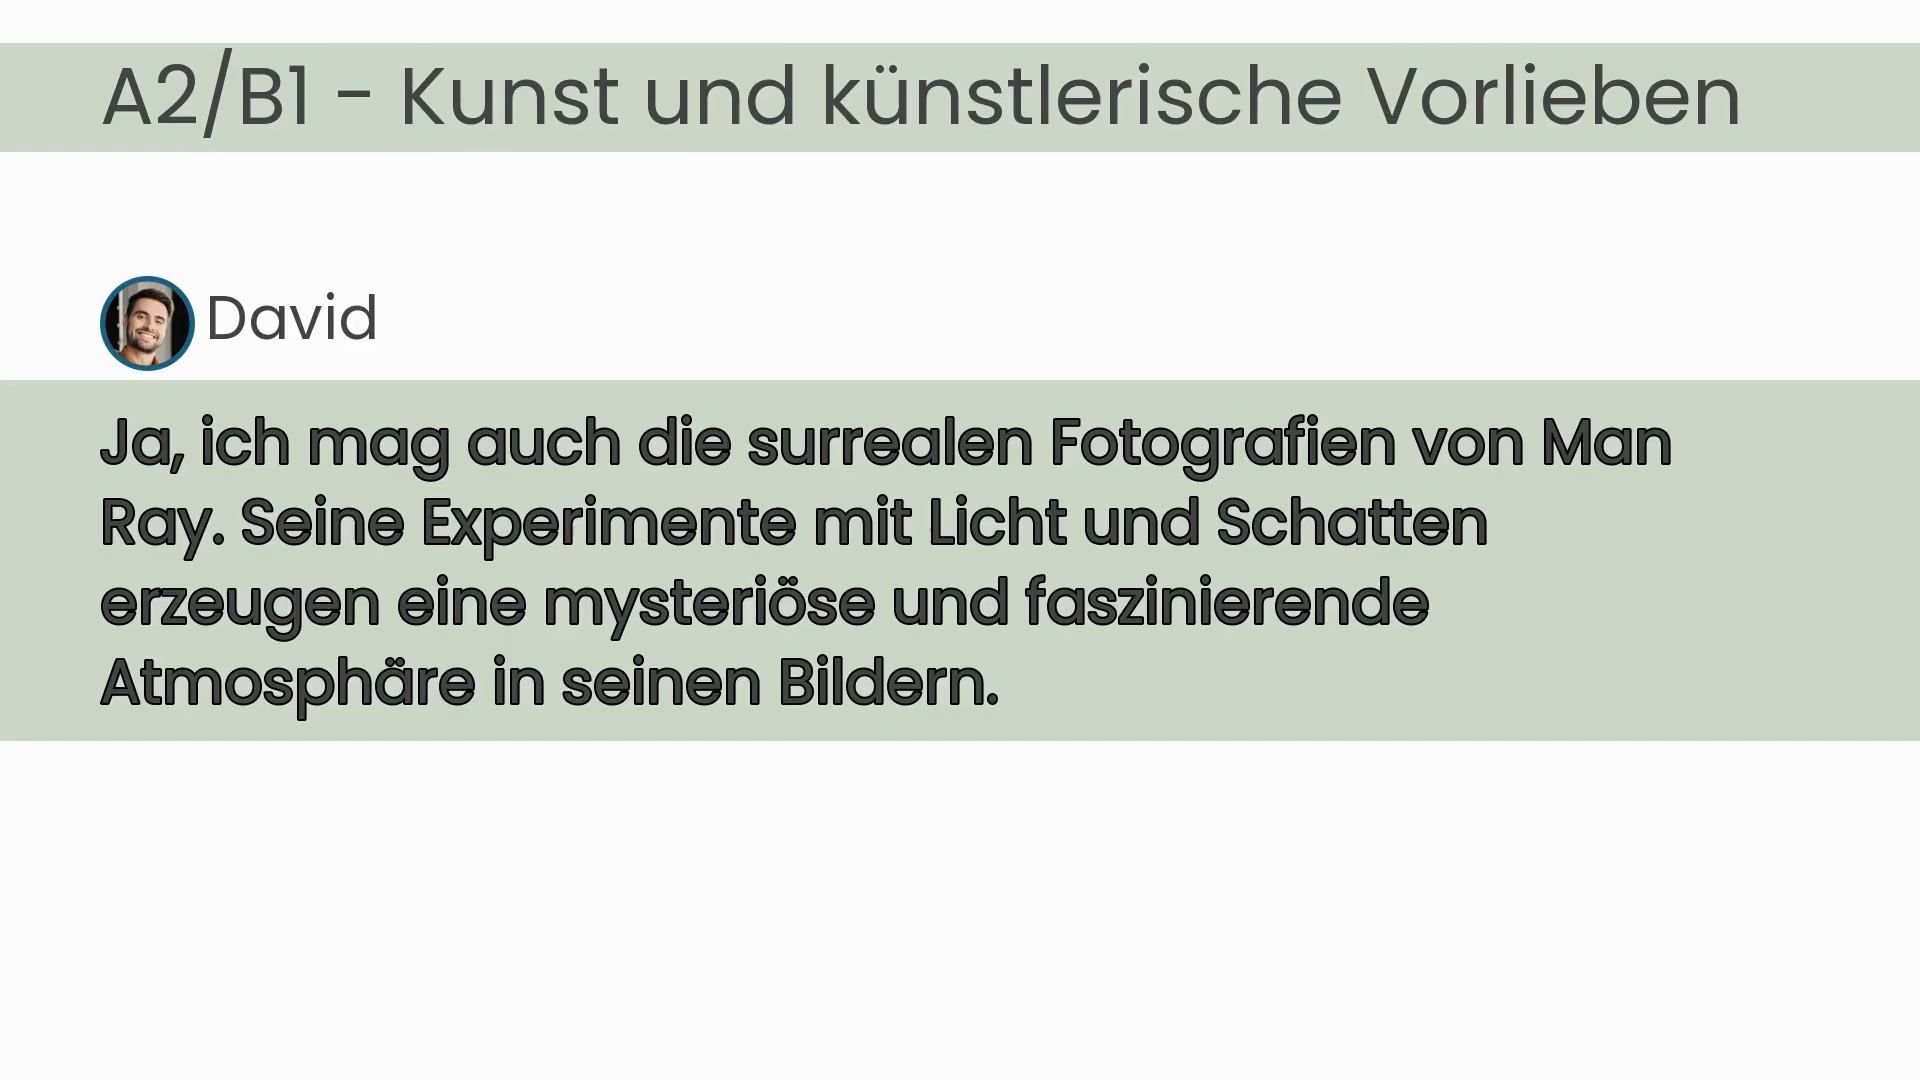 A2/B1 - Kunst und künstlerische Vorlieben
David
Ja, ich mag auch die surrealen Fotografien von Man
Ray. Seine Experimente mit Licht und Schatten
erzeugen eine mysteriöse und faszinierende
Atmosphäre in seinen Bildern.